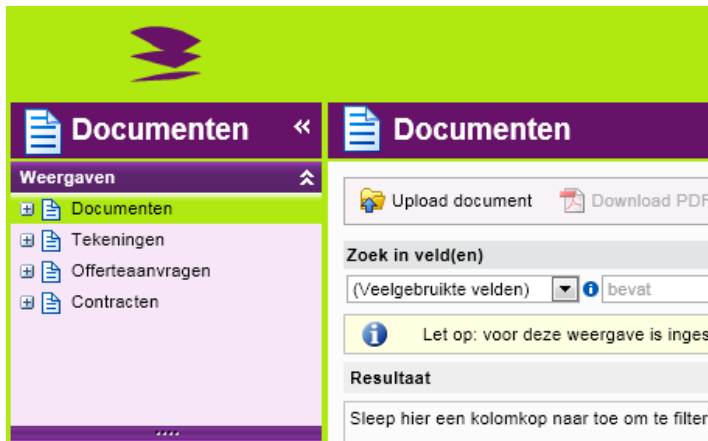 Documenten «
Documenten
Weergaven
Documenten
Tekeningen
Offerteaanvragen
Contracten
Upload document Download PDF
Zoek in veld(en)
(Veelgebruikte velden) bevat
Let op: voor deze weergave is inges
Resultaat
Sleep hier een kolomkop naar toe om te filter